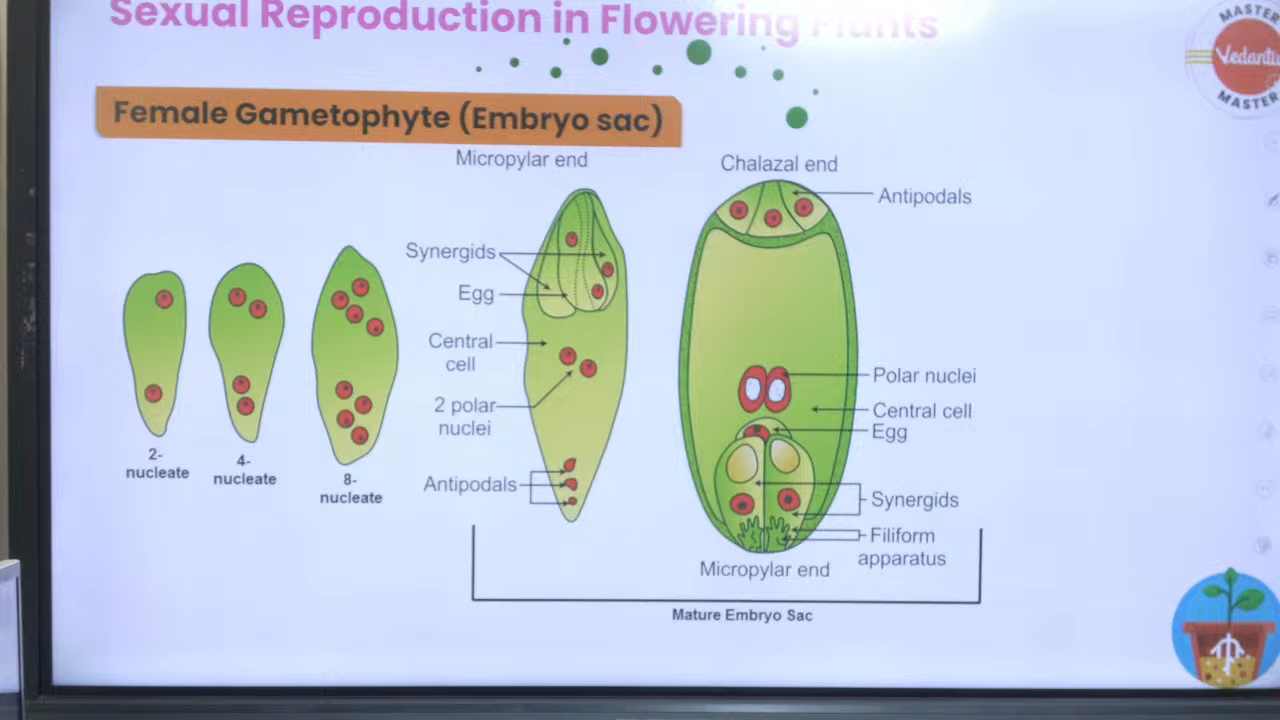 Sexual Reproduction in Flowering Plants
MASTER
Vedantu
MASTER
Female Gametophyte (Embryo sac)
Micropylar end
Chalazal end
Antipodals
Synergids
Egg
Central
cell
2 polar
nuclei
Antipodals
Polar nuclei
Central cell
Egg
Synergids
Filiform
apparatus
Micropylar end
2-
nucleate
4-
nucleate
8-
nucleate
Mature Embryo Sac